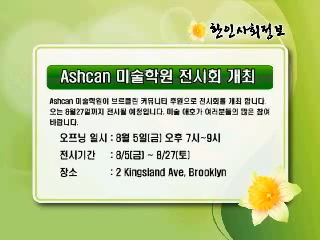 한인사회정보
Ashcan 미술학원 전시회 개최
Ashcan 미술학원이 브르클린 커뮤니티 후원으로 전시회를 개최 합니다.
오는 8월27일까지 전시될 예정입니다. 미술 애호가 여러분들의 많은 참여
바랍니다.
오프닝 일시 : 8월 5일(금) 오후 7시~9시
전시기간 : 8/5(금) ~ 8/27(토)
장소 : 2 Kingsland Ave, Brooklyn